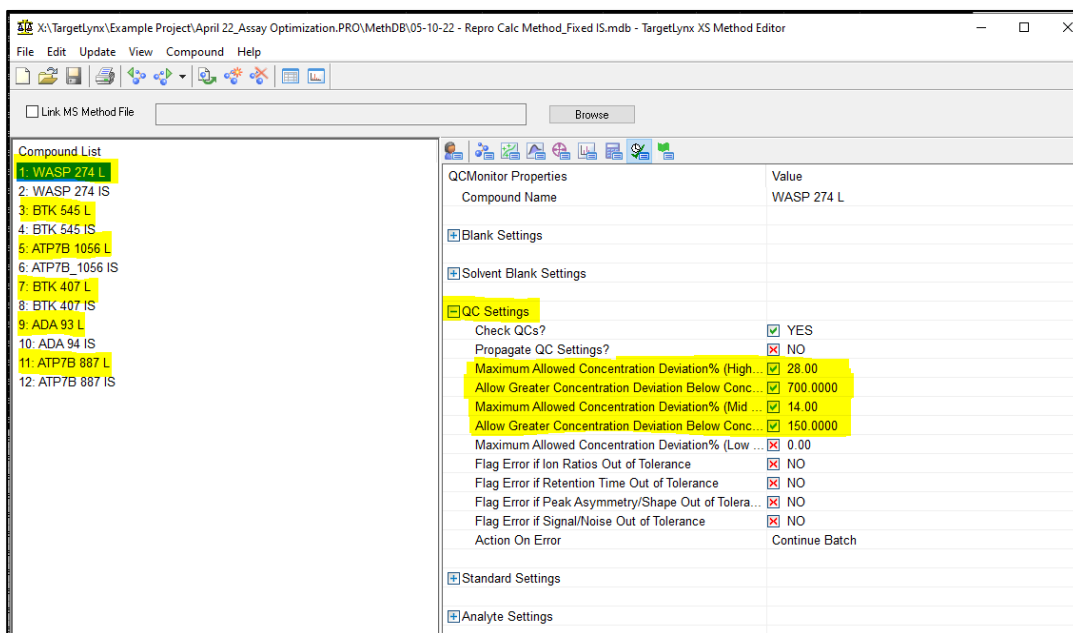 X:\TargetLynx\Example Project\April 22_Assay Optimization.PRO\MethDB\05-10-22 - Repro Calc Method_Fixed IS.mdb - TargetLynx XS Method Editor
File Edit Update View Compound Help
Link MS Method File Browse
Compound List
1: WASP 274 L
2: WASP 274 IS
3: BTK 545 L
4: BTK 545 IS
5: ATP7B 1056 L
6: ATP7B_1056 IS
7: BTK 407 L
8: BTK 407 IS
9: ADA 93 L
10: ADA 94 IS
11: ATP7B 887 L
12: ATP7B 887 IS
QCMonitor Properties Value
Compound Name WASP 274 L
Blank Settings
Solvent Blank Settings
QC Settings
Check QCs? YES
Propagate QC Settings? NO
Maximum Allowed Concentration Deviation% (High... 28.00
Allow Greater Concentration Deviation Below Conc... 700.0000
Maximum Allowed Concentration Deviation% (Mid ... 14.00
Allow Greater Concentration Deviation Below Conc... 150.0000
Maximum Allowed Concentration Deviation% (Low ... 0.00
Flag Error if Ion Ratios Out of Tolerance NO
Flag Error if Retention Time Out of Tolerance NO
Flag Error if Peak Asymmetry/Shape Out of Tolera... NO
Flag Error if Signal/Noise Out of Tolerance NO
Action On Error Continue Batch
Standard Settings
Analyte Settings